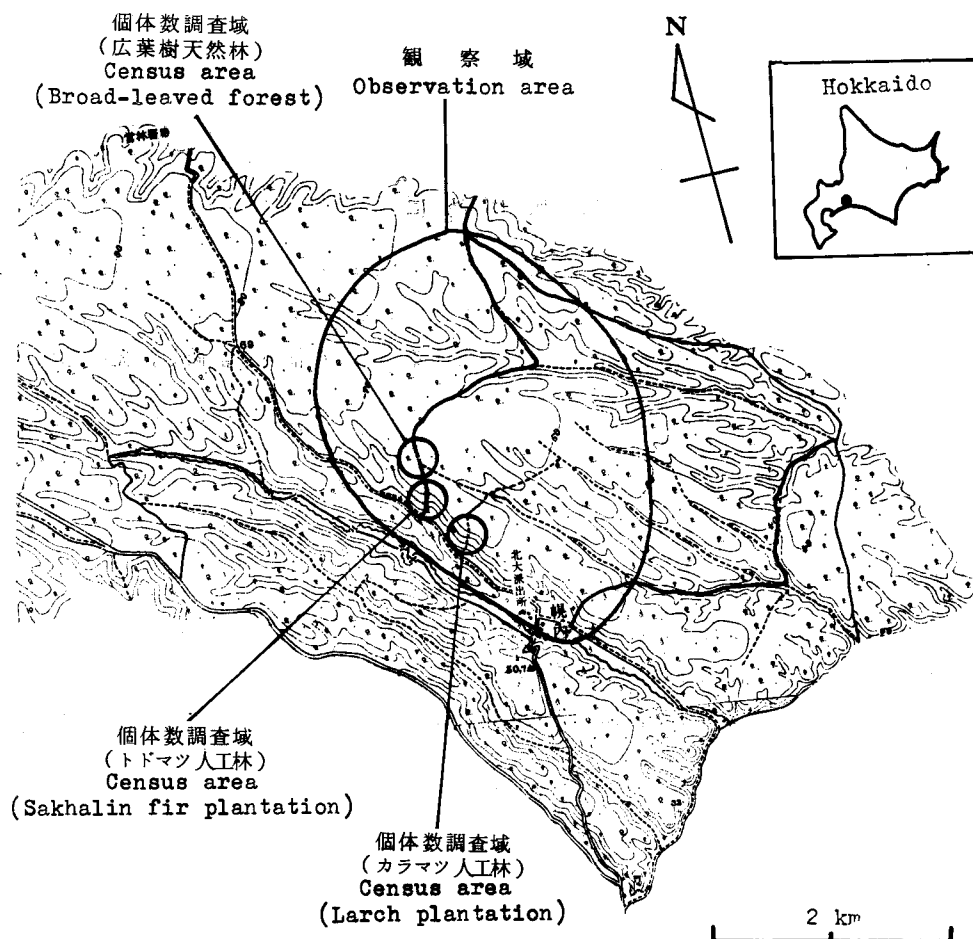 個体数調査域
(広葉樹天然林)
Census area
(Broad-leaved forest)
観察域
Observation area
N
Hokkaido
69
北大派出所
幌内
個体数調査域
(トドマツ人工林)
Census area
(Sakhalin fir plantation)
個体数調査域
(カラマツ人工林)
Census area
(Larch plantation)
2 km